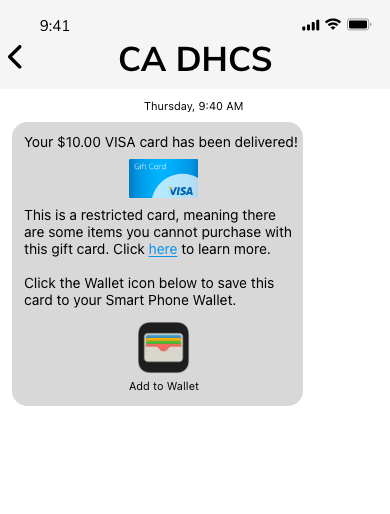 9:41
CA DHCS
Thursday, 9:40 AM
Your $10.00 VISA card has been delivered!
Gift Card
VISA
This is a restricted card, meaning there
are some items you cannot purchase with
this gift card. Click here to learn more.
Click the Wallet icon below to save this
card to your Smart Phone Wallet.
Add to Wallet